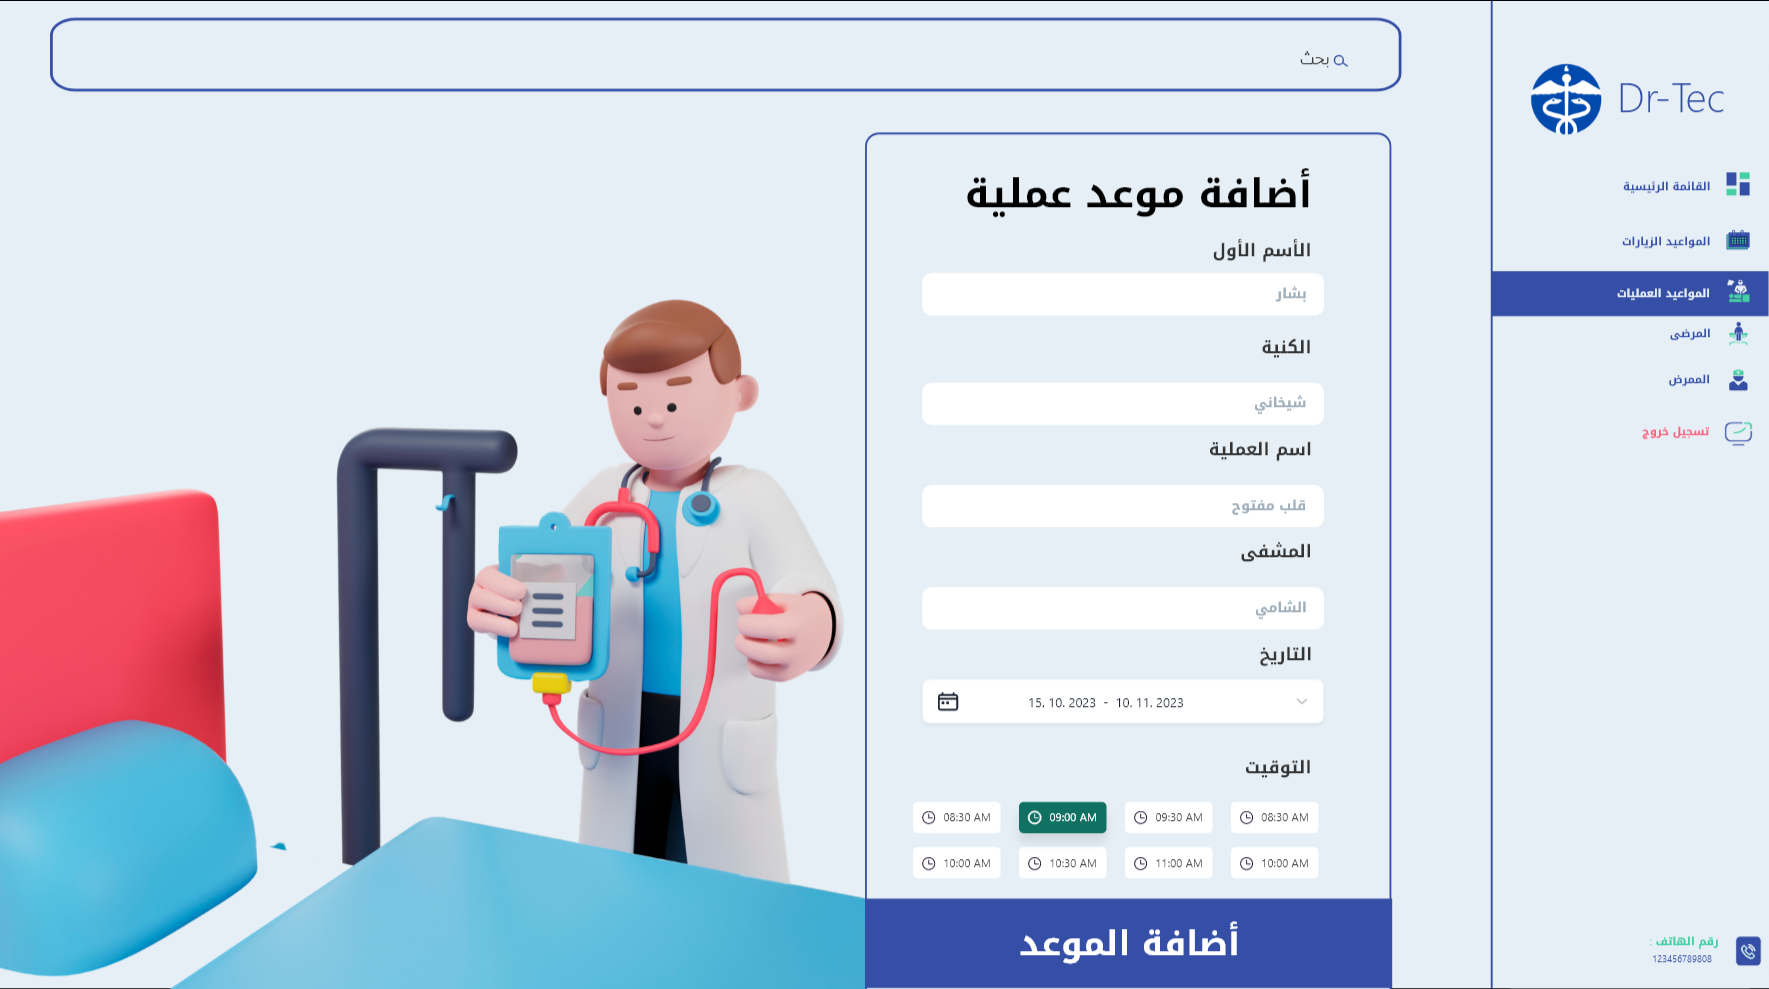 Dr-Tec
القائمة الرئيسية
المواعيد الزيارات
المواعيد العمليات
المرضى
الممرض
تسجيل خروج
رقم الهاتف :
123456789808
بحث
أضافة موعد عملية
الأسم الأول
بشار
الكنية
شيخاني
اسم العملية
قلب مفتوح
المشفى
الشامي
التاريخ
15. 10. 2023 - 10. 11. 2023
التوقيت
08:30 AM 09:00 AM 09:30 AM 08:30 AM
10:00 AM 10:30 AM 11:00 AM 10:00 AM
أضافة الموعد